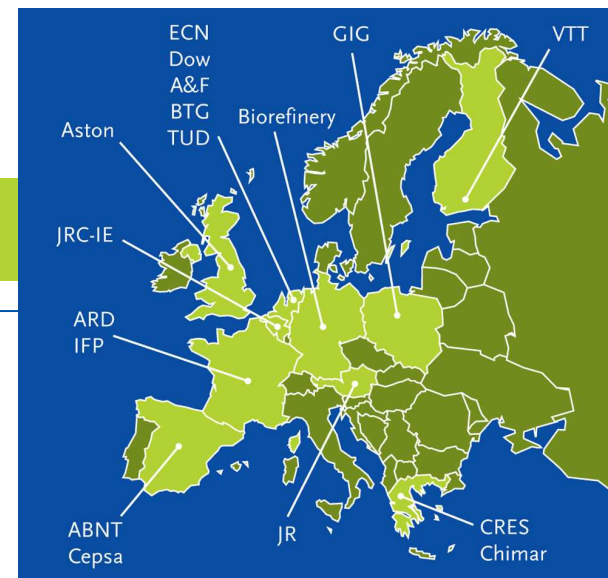 ECN
Dow
A&F
BTG
TUD
GIG
VTT
Biorefinery
Aston
JRC-IE
ARD
IFP
ABNT
Cepsa
JR
CRES
Chimar